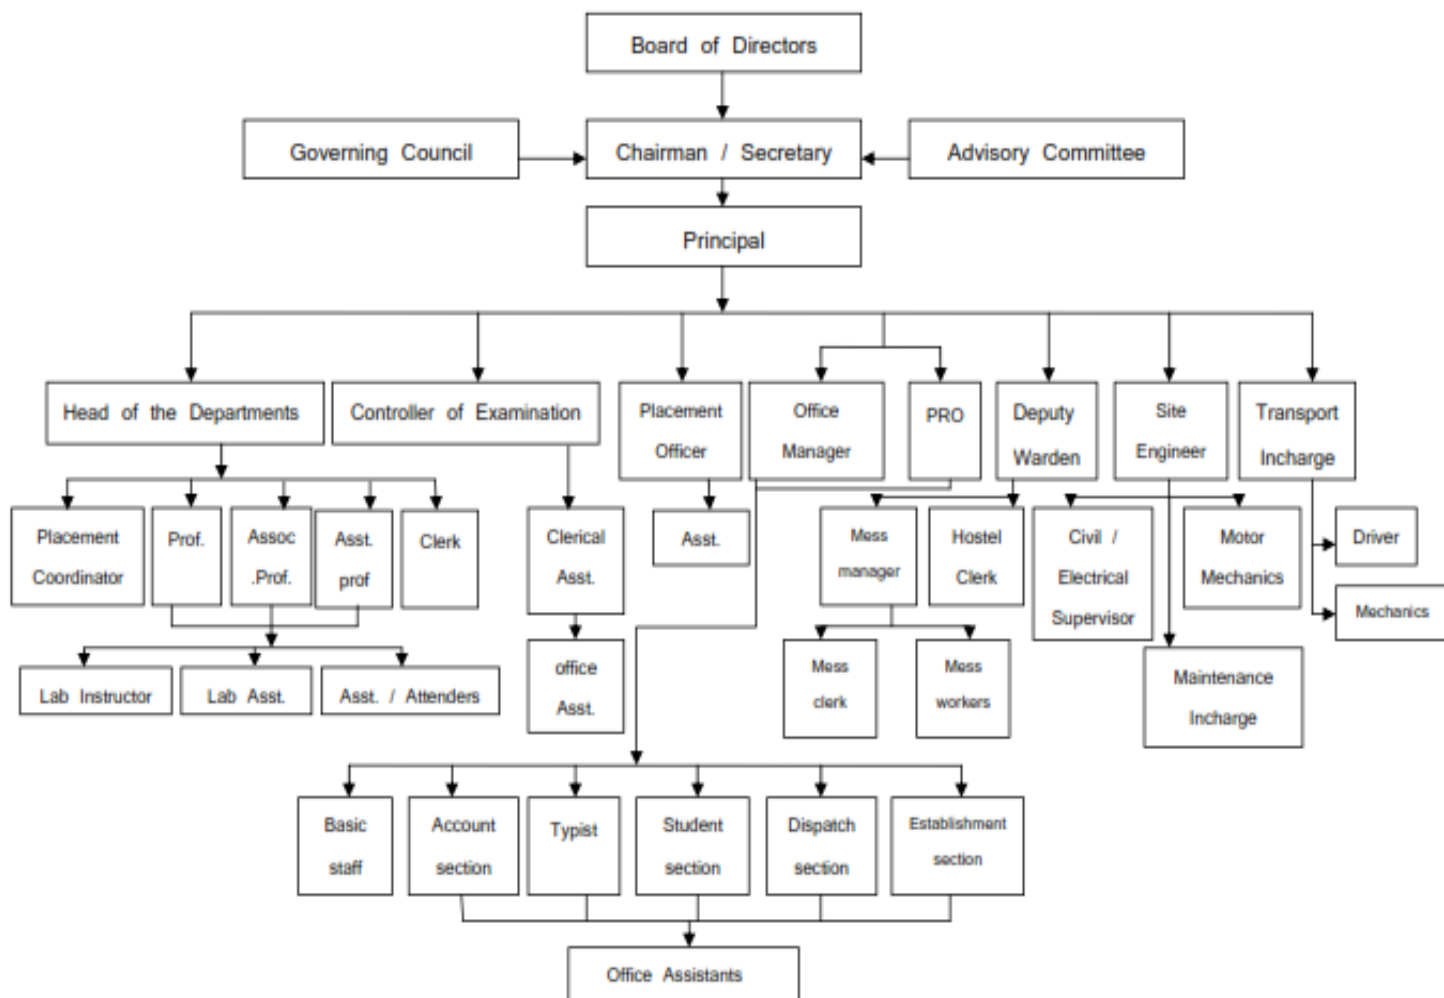 Board of Directors
Governing Council
Chairman / Secretary
Advisory Committee
Principal
Head of the Departments
Controller of Examination
Placement
Officer
Office
Manager
PRO
Deputy
Warden
Site
Engineer
Transport
Incharge
Placement
Coordinator
Prof.
Assoc
.Prof.
Asst.
prof
Clerk
Clerical
Asst.
Asst.
Mess
manager
Hostel
Clerk
Civil /
Electrical
Supervisor
Motor
Mechanics
Driver
Mechanics
Lab Instructor
Lab Asst.
Asst. / Attenders
office
Asst.
Mess
clerk
Mess
workers
Maintenance
Incharge
Basic
staff
Account
section
Typist
Student
section
Dispatch
section
Establishment
section
Office Assistants